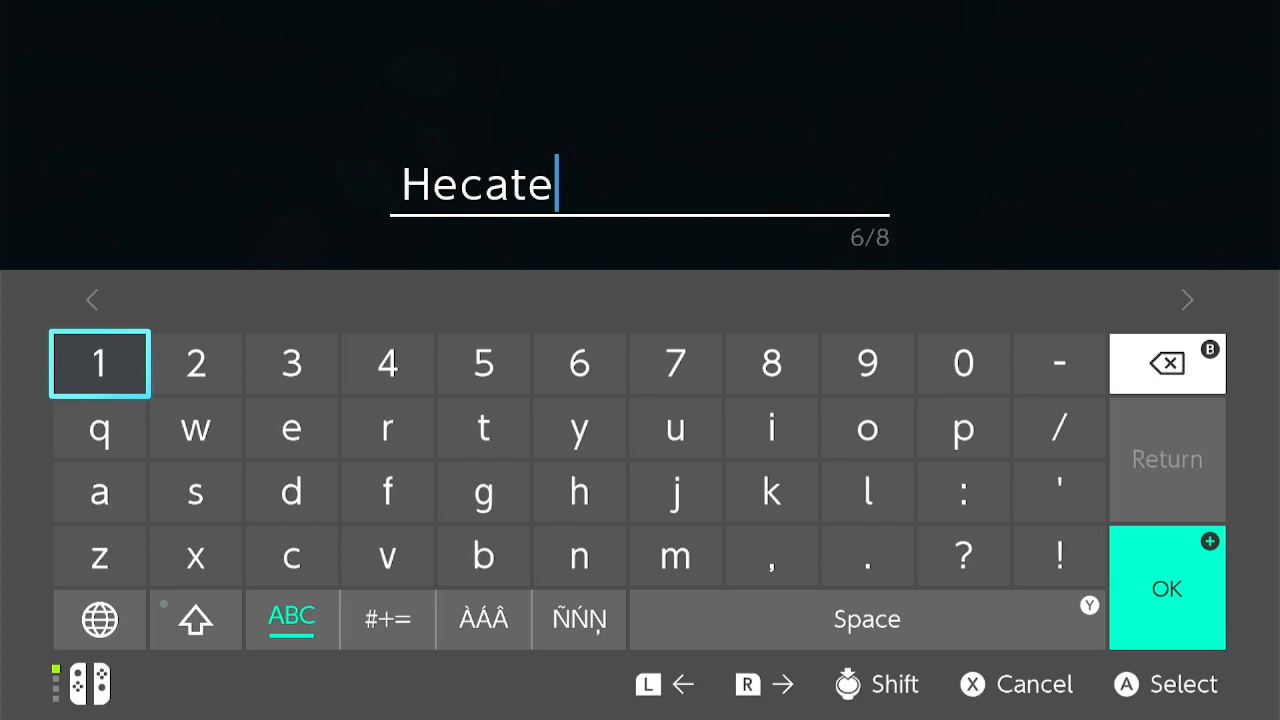 Hecate
6/8
1 2 3 4 5 6 7 8 9 0 - B
q w e r t y u i o p /
Return
a s d f g h j k l : '
z x c v b n m , . ? ! +
OK
ABC #+= ÀÁÂ ÑŃŅ Space Y
L ← R → Shift X Cancel A Select